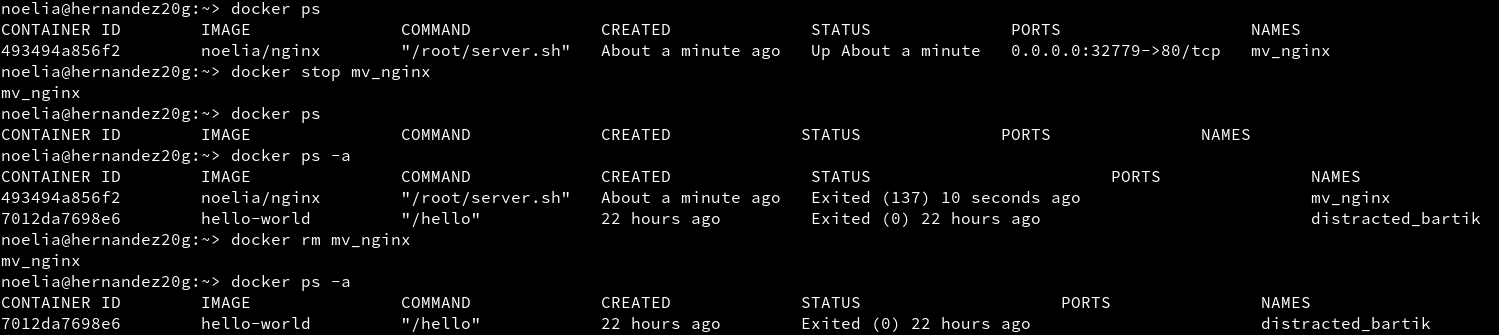 noelia@hernandez20g:~> docker ps
CONTAINER ID        IMAGE               COMMAND             CREATED              STATUS              PORTS                   NAMES
493494a856f2        noelia/nginx        "/root/server.sh"   About a minute ago   Up About a minute   0.0.0.0:32779->80/tcp   mv_nginx
noelia@hernandez20g:~> docker stop mv_nginx
mv_nginx
noelia@hernandez20g:~> docker ps
CONTAINER ID        IMAGE               COMMAND             CREATED             STATUS              PORTS               NAMES
noelia@hernandez20g:~> docker ps -a
CONTAINER ID        IMAGE               COMMAND             CREATED              STATUS                        PORTS               NAMES
493494a856f2        noelia/nginx        "/root/server.sh"   About a minute ago   Exited (137) 10 seconds ago                       mv_nginx
7012da7698e6        hello-world         "/hello"            22 hours ago         Exited (0) 22 hours ago                           distracted_bartik
noelia@hernandez20g:~> docker rm mv_nginx
mv_nginx
noelia@hernandez20g:~> docker ps -a
CONTAINER ID        IMAGE               COMMAND             CREATED             STATUS                    PORTS               NAMES
7012da7698e6        hello-world         "/hello"            22 hours ago        Exited (0) 22 hours ago                       distracted_bartik